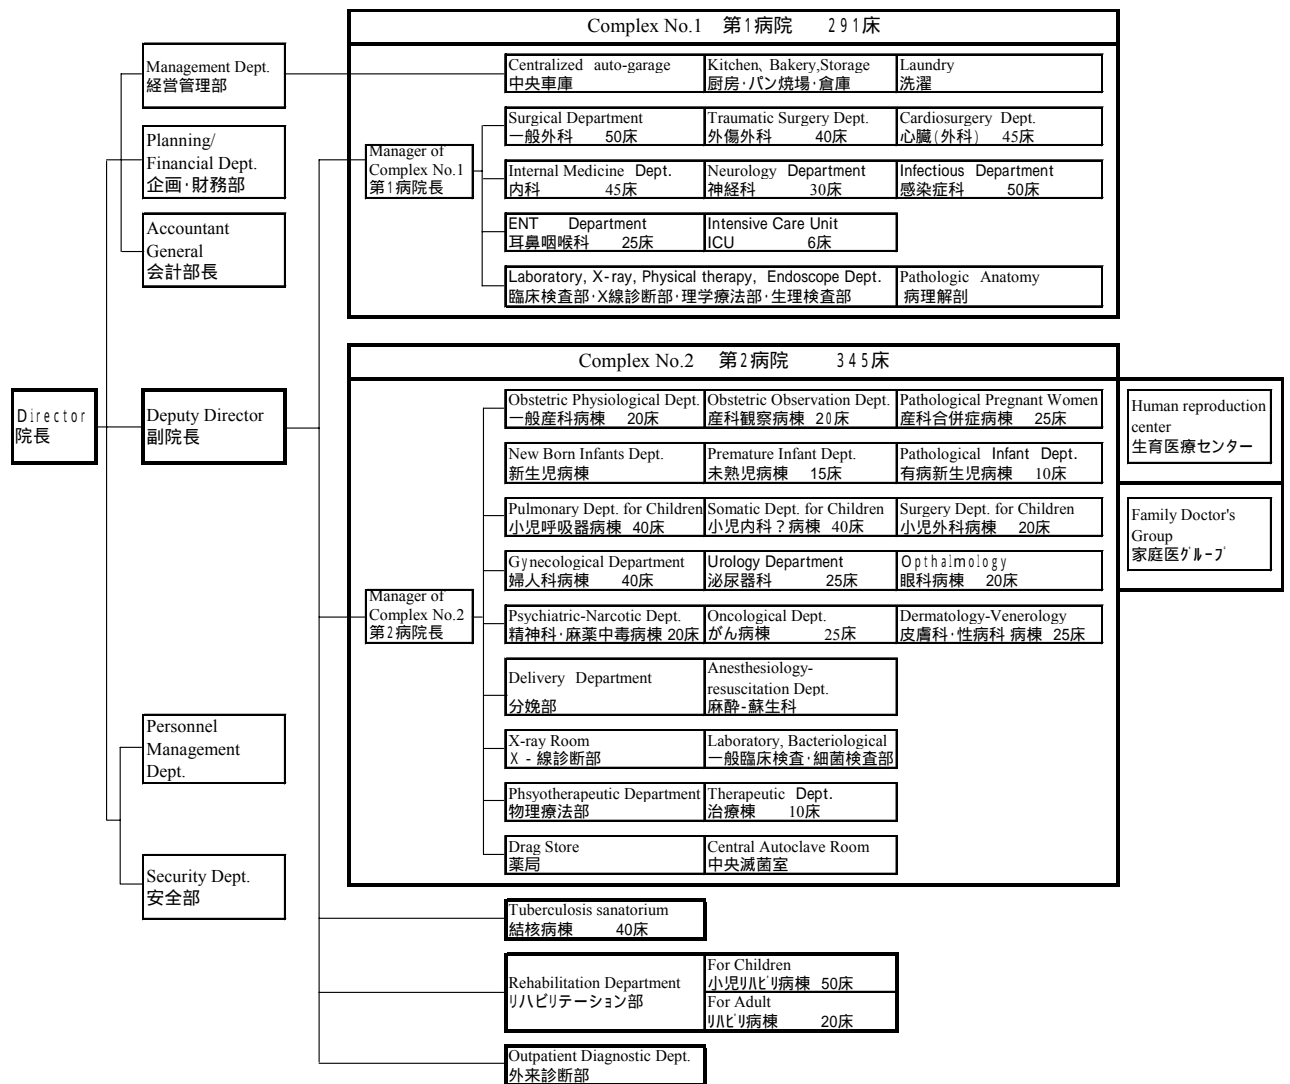 Complex No.1 第1病院 291床
Management Dept.
経営管理部
Centralized auto-garage
中央車庫
Kitchen、Bakery,Storage
厨房・パン焼場・倉庫
Laundry
洗濯
Planning/
Financial Dept.
企画・財務部
Accountant
General
会計部長
Manager of
Complex No.1
第1病院長
Surgical Department
一般外科 50床
Traumatic Surgery Dept.
外傷外科 40床
Cardiosurgery Dept.
心臓(外科) 45床
Internal Medicine Dept.
内科 45床
Neurology Department
神経科 30床
Infectious Department
感染症科 50床
ENT Department
耳鼻咽喉科 25床
Intensive Care Unit
ICU 6床
Laboratory, X-ray, Physical therapy, Endoscope Dept.
臨床検査部・X線診断部・理学療法部・生理検査部
Pathologic Anatomy
病理解剖
Complex No.2 第2病院 345床
Director
院長
Deputy Director
副院長
Manager of
Complex No.2
第2病院長
Obstetric Physiological Dept.
一般産科病棟 20床
Obstetric Observation Dept.
産科観察病棟 20床
Pathological Pregnant Women
産科合併症病棟 25床
New Born Infants Dept.
新生児病棟
Premature Infant Dept.
未熟児病棟 15床
Pathological Infant Dept.
有病新生児病棟 10床
Pulmonary Dept. for Children
小児呼吸器病棟 40床
Somatic Dept. for Children
小児内科?病棟 40床
Surgery Dept. for Children
小児外科病棟 20床
Gynecological Department
婦人科病棟 40床
Urology Department
泌尿器科 25床
Opthalmology
眼科病棟 20床
Psychiatric-Narcotic Dept.
精神科・麻薬中毒病棟 20床
Oncological Dept.
がん病棟 25床
Dermatology-Venerology
皮膚科・性病科 病棟 25床
Delivery Department
分娩部
Anesthesiology-
resuscitation Dept.
麻酔-蘇生科
X-ray Room
X - 線診断部
Laboratory, Bacteriological
一般臨床検査・細菌検査部
Phsyotherapeutic Department
物理療法部
Therapeutic Dept.
治療棟 10床
Drag Store
薬局
Central Autoclave Room
中央滅菌室
Human reproduction
center
生育医療センター
Family Doctor's
Group
家庭医ｸﾞﾙｰﾌﾟ
Personnel
Management
Dept.
Security Dept.
安全部
Tuberculosis sanatorium
結核病棟 40床
Rehabilitation Department
リハビリテーション部
For Children
小児ﾘﾊﾋﾞﾘ病棟 50床
For Adult
ﾘﾊﾋﾞﾘ病棟 20床
Outpatient Diagnostic Dept.
外来診断部